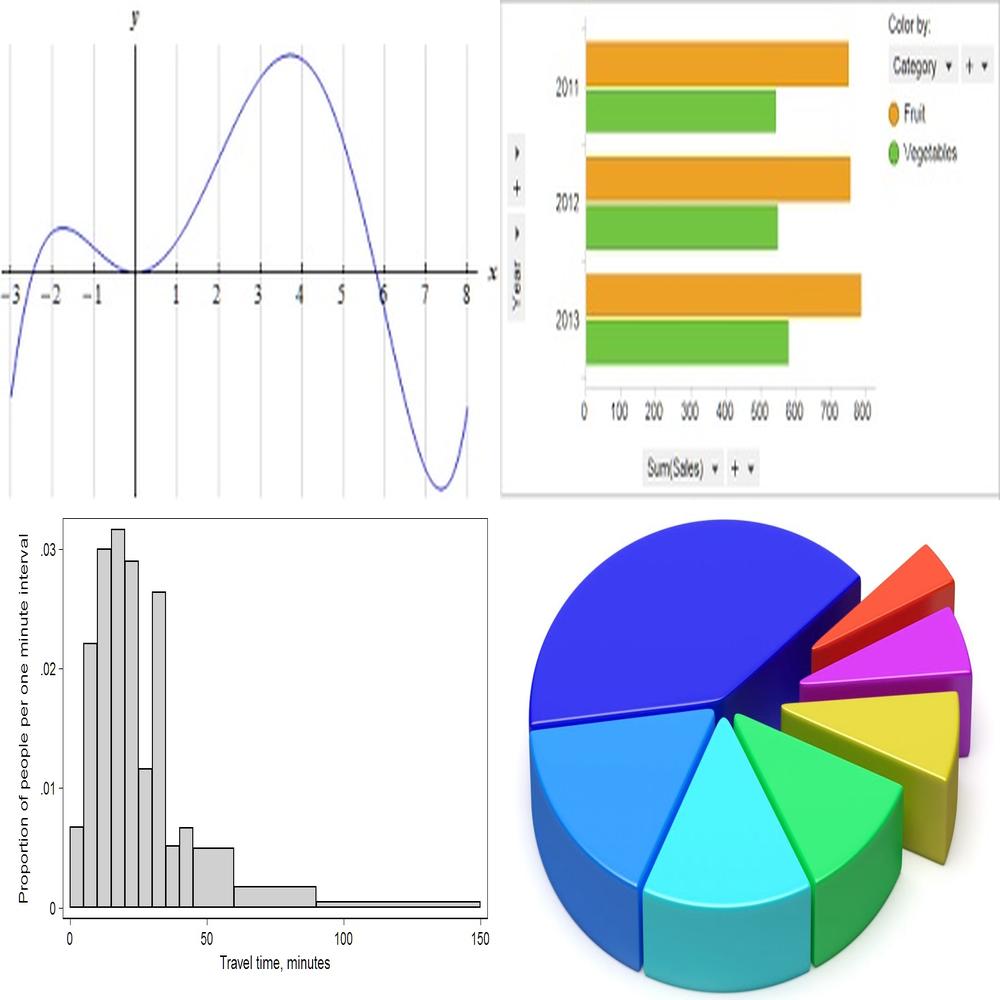 y
x
-3 -2 -1 1 2 3 4 5 6 7 8
Color by:
Category
+
Fruit
Vegetables
2011
2012
2013
Year
+
0 100 200 300 400 500 600 700 800
Sum(Sales)
+
Proportion of people per one minute interval
.03
.02
.01
0
0 50 100 150
Travel time, minutes